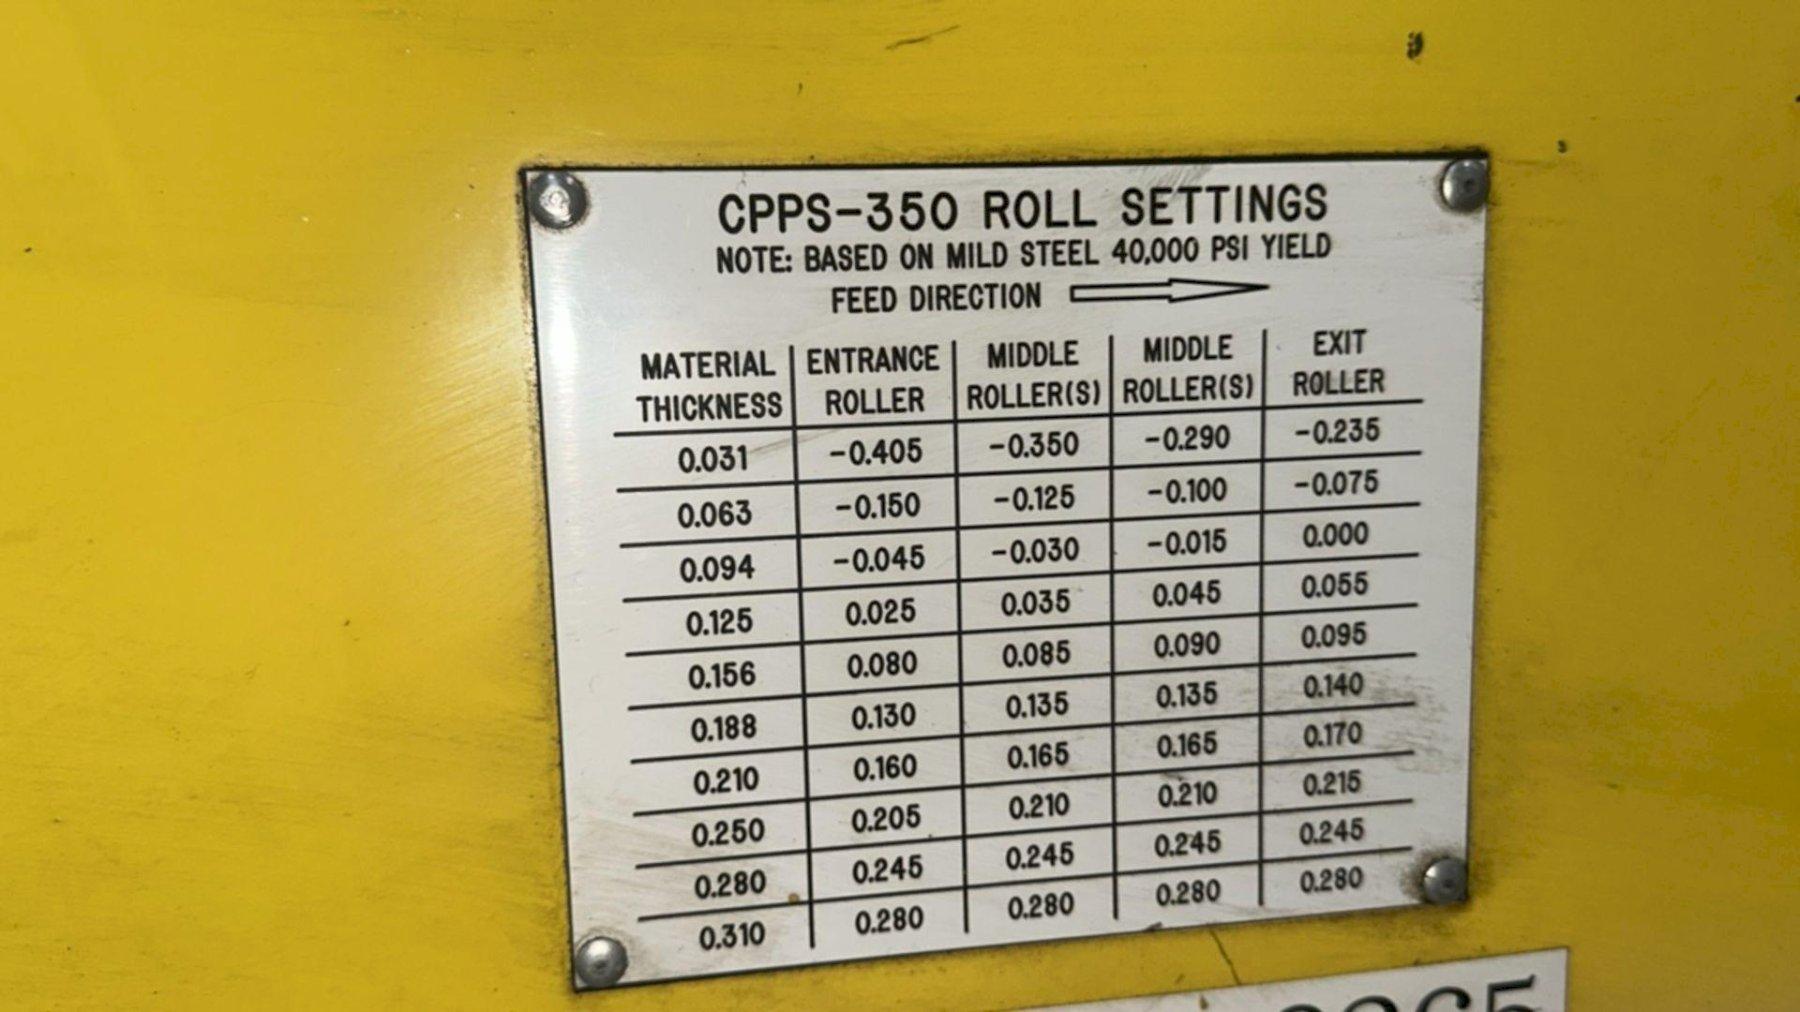 CPPS-350 ROLL SETTINGS
NOTE: BASED ON MILD STEEL 40,000 PSI YIELD
FEED DIRECTION
MATERIAL THICKNESS ENTRANCE ROLLER MIDDLE ROLLER(S) MIDDLE ROLLER(S) EXIT ROLLER
0.031 -0.405 -0.350 -0.290 -0.235
0.063 -0.150 -0.125 -0.100 -0.075
0.094 -0.045 -0.030 -0.015 0.000
0.125 0.025 0.035 0.045 0.055
0.156 0.080 0.085 0.090 0.095
0.188 0.130 0.135 0.135 0.140
0.210 0.160 0.165 0.165 0.170
0.250 0.205 0.210 0.210 0.215
0.280 0.245 0.245 0.245 0.245
0.310 0.280 0.280 0.280 0.280